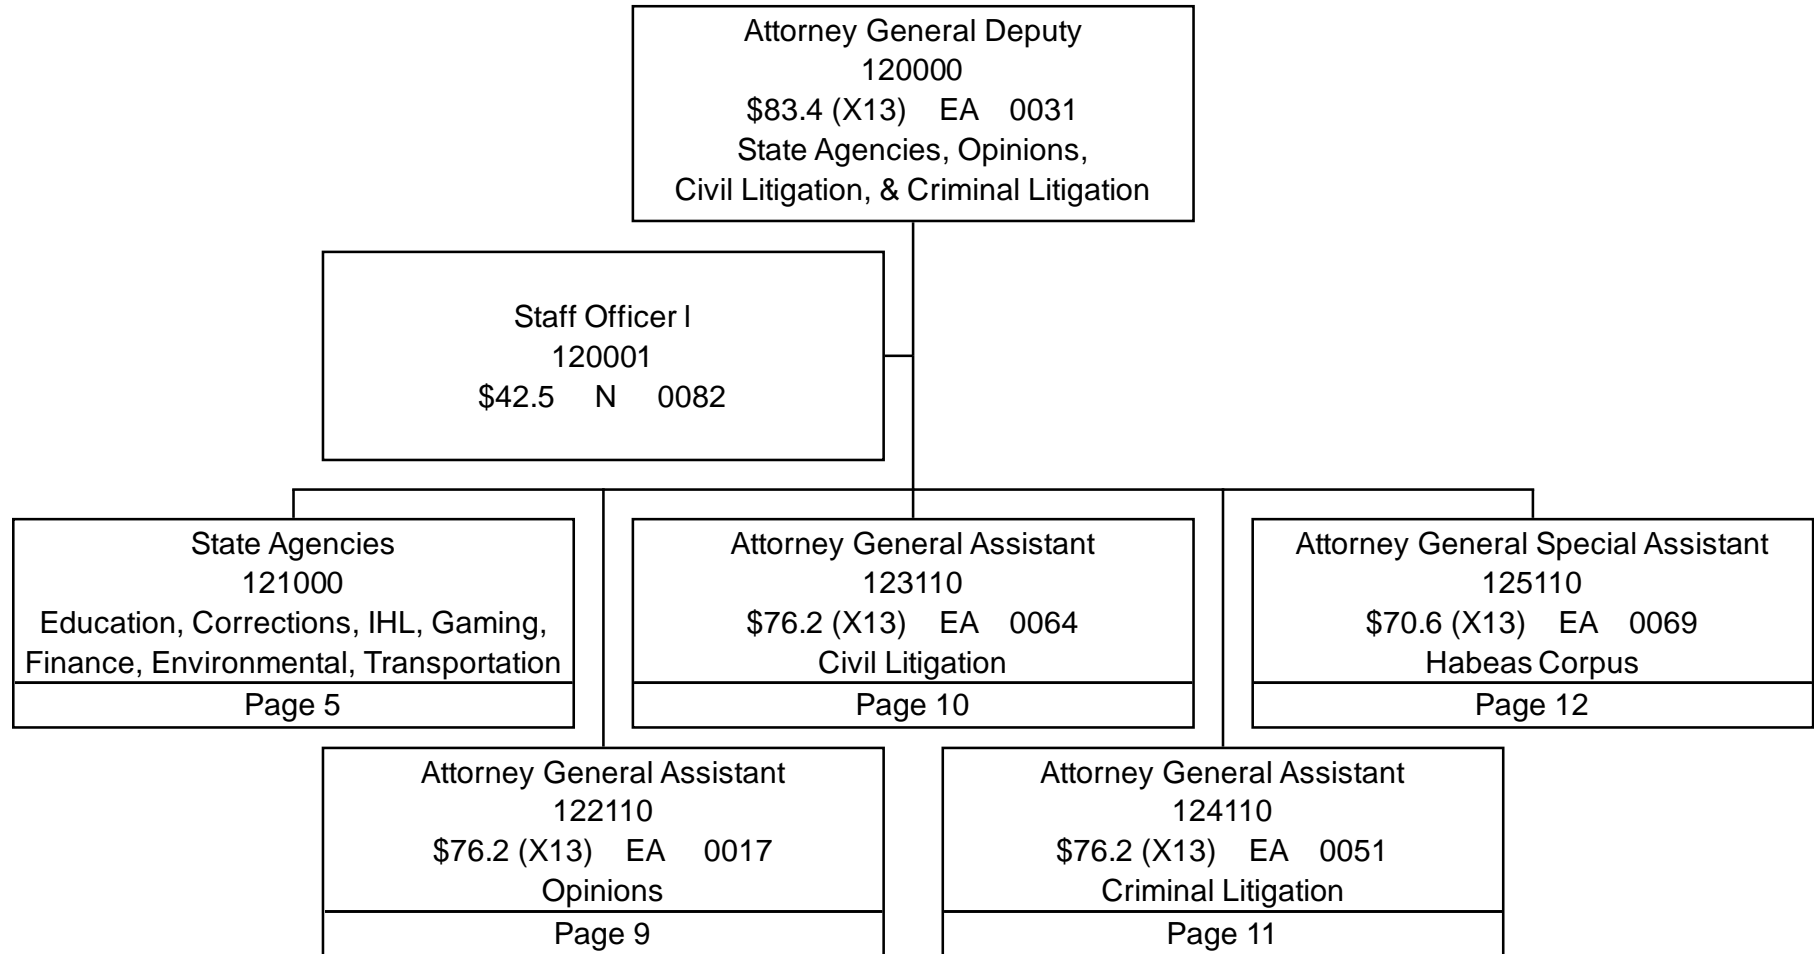 Attorney General Deputy
120000
$83.4 (X13) EA 0031
State Agencies, Opinions,
Civil Litigation, & Criminal Litigation
Staff Officer I
120001
$42.5 N 0082
State Agencies
121000
Education, Corrections, IHL, Gaming,
Finance, Environmental, Transportation
Page 5
Attorney General Assistant
123110
$76.2 (X13) EA 0064
Civil Litigation
Page 10
Attorney General Special Assistant
125110
$70.6 (X13) EA 0069
Habeas Corpus
Page 12
Attorney General Assistant
122110
$76.2 (X13) EA 0017
Opinions
Page 9
Attorney General Assistant
124110
$76.2 (X13) EA 0051
Criminal Litigation
Page 11